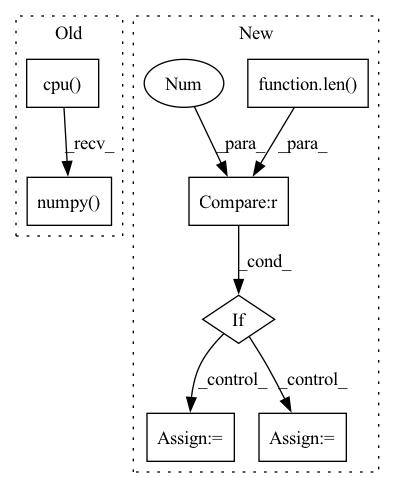 Old
New
cpu()
Num
function.len()
_recv_
_para_
_para_
numpy()
Compare:r
_cond_
If
_control_
_control_
Assign:=
Assign:=